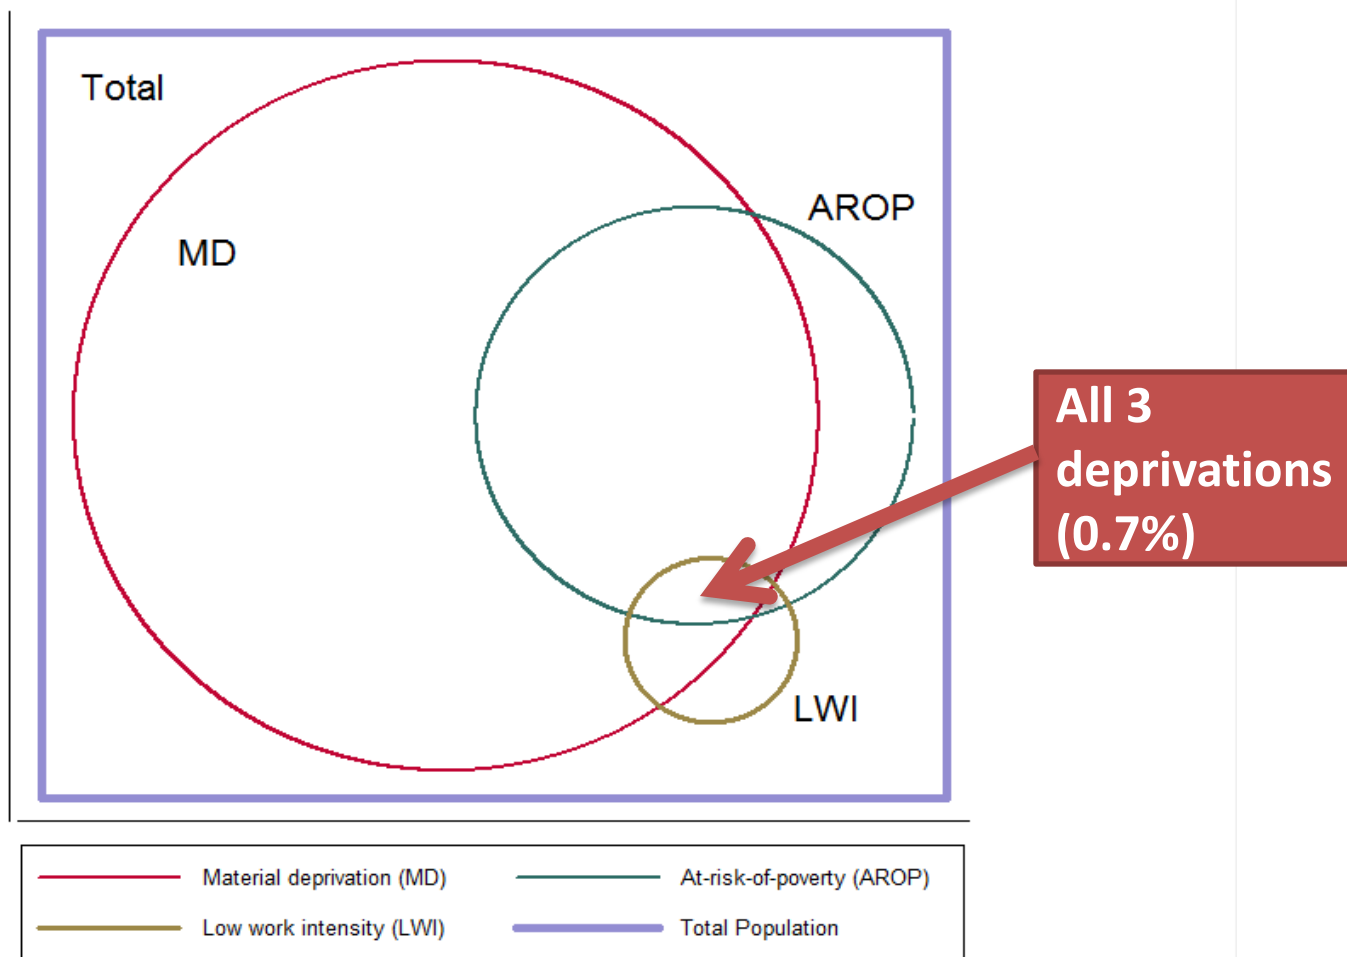 Total
AROP
MD
All 3
deprivations
(0.7%)
LWI
Material deprivation (MD)
At-risk-of-poverty (AROP)
Low work intensity (LWI)
Total Population